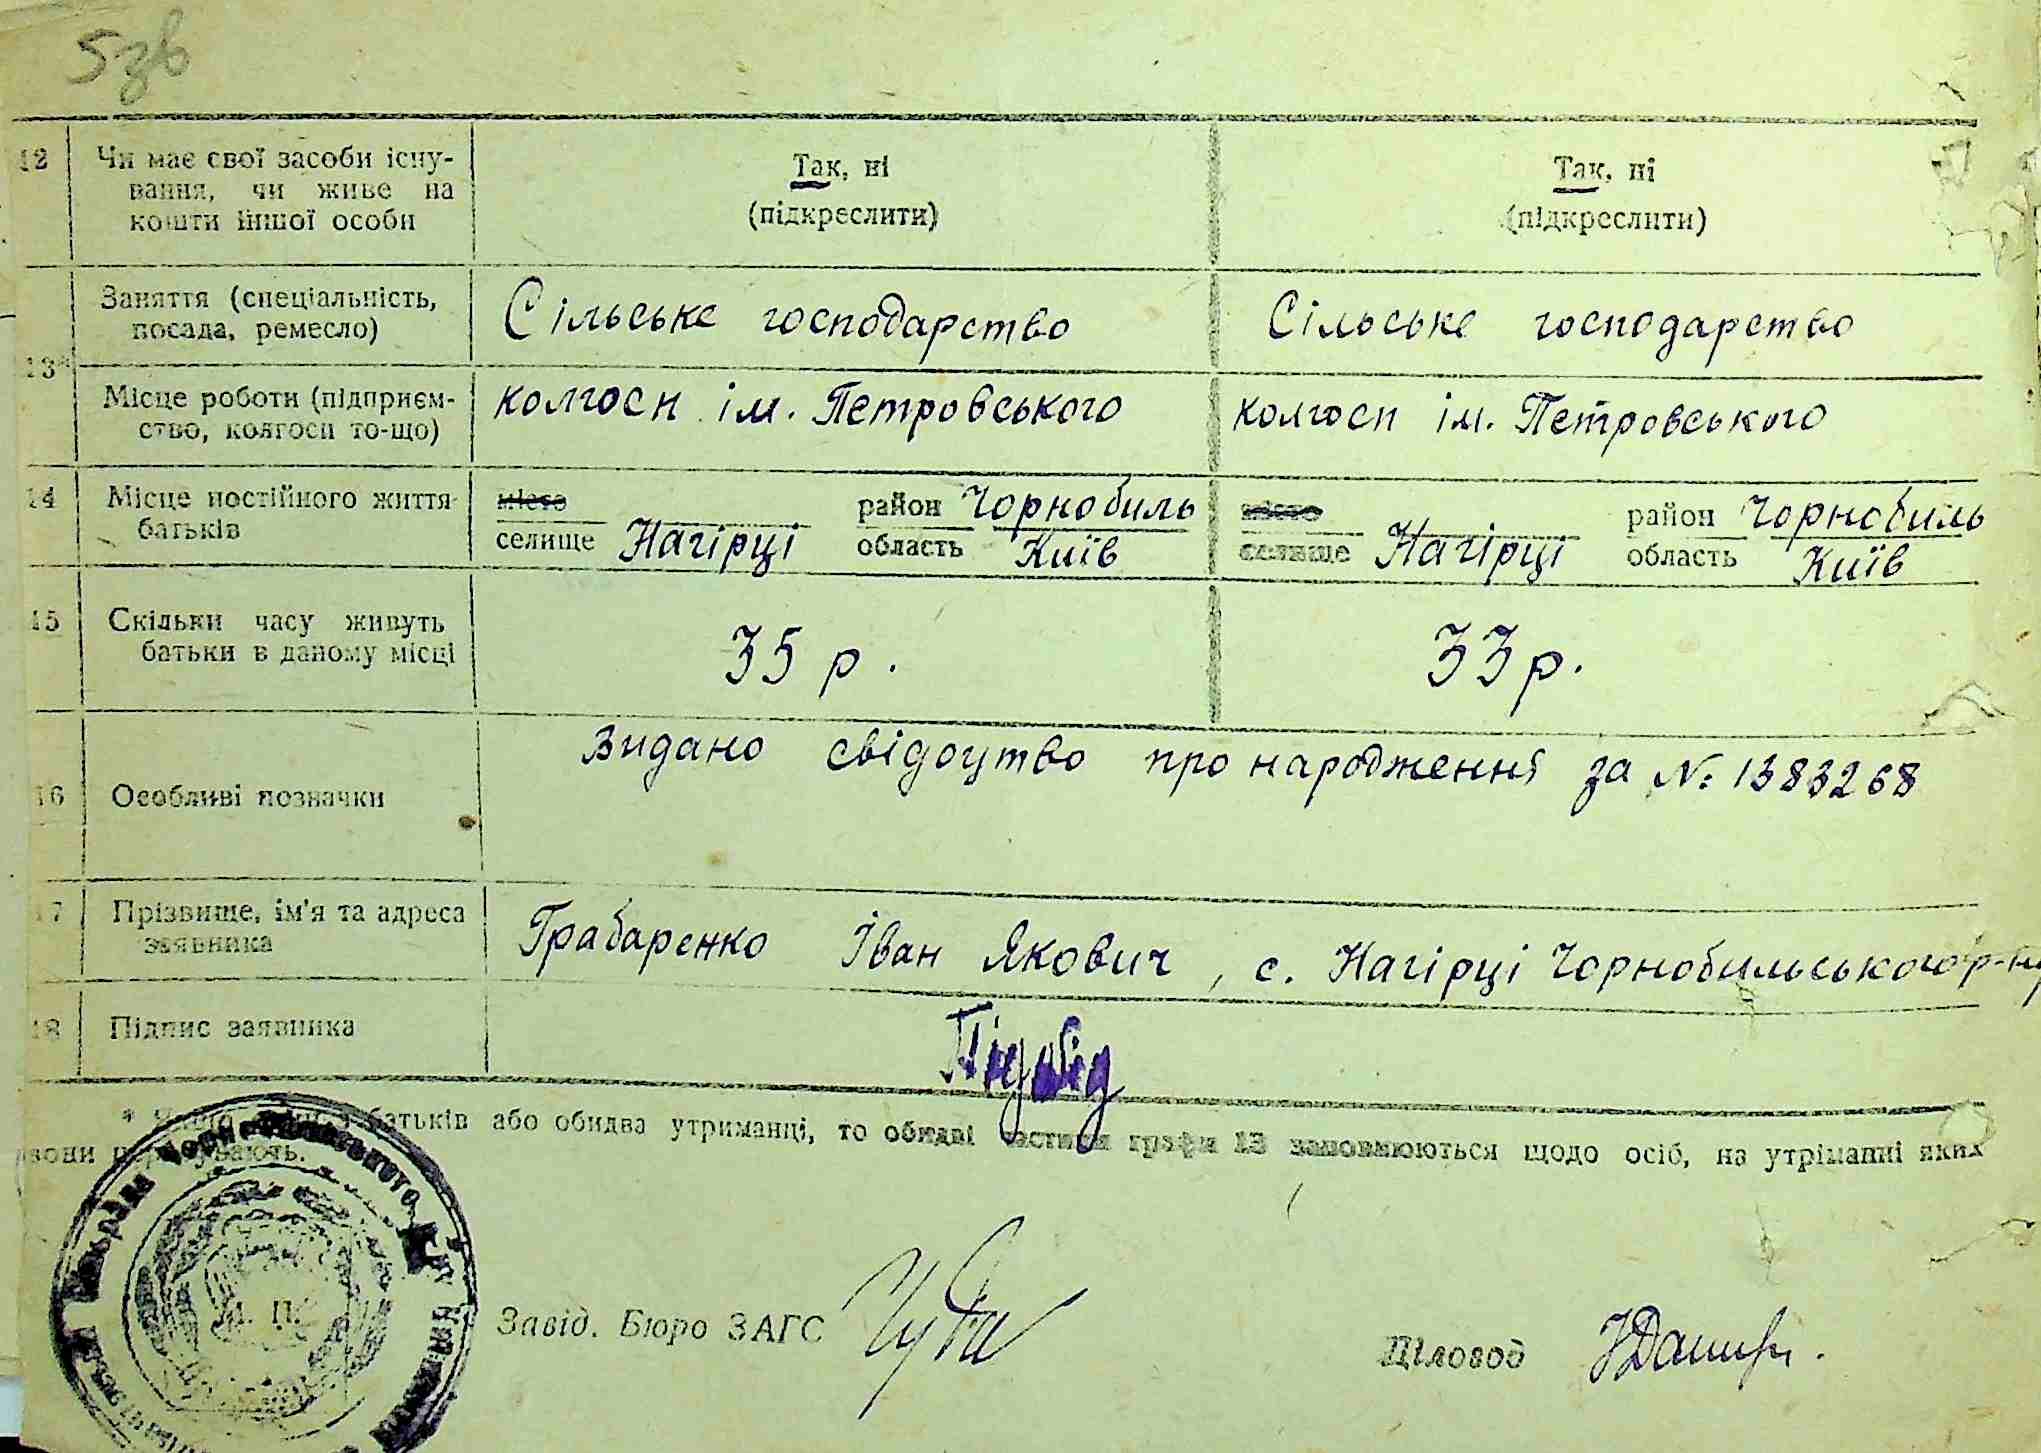 5зв
12 Чи має свої засоби існу-
вання, чи живе на
кошти іншої особи
Так, ні
(підкреслити)
Так, ні
(підкреслити)
13*
Заняття (спеціальність,
посада, ремесло)
Сільське господарство
Сільське господарство
Місце роботи (підприєм-
ство, колгосп то-що)
колгосп ім. Петровського
колгосп ім. Петровського
14 Місце постійного життя
батьків
місто
селище Нагірці
район Чорнобиль
область Київ
місто
селище Нагірці
район Чорнобиль
область Київ
15 Скільки часу живуть
батьки в даному місці
35 р.
33 р.
16 Особливі позначки
Видано свідоцтво про народження за №: 1383268
17 Прізвище, ім'я та адреса
заявника
Грабаренко Іван Якович, с. Нагірці Чорнобильського р-ну
18 Підпис заявника
* Якщо батьків або обидва утриманці, то обидві частини графи 13 заповнюються щодо осіб, на утриманні яких
вони перебувають.
М. П.
Завід. Бюро ЗАГС
Діловод